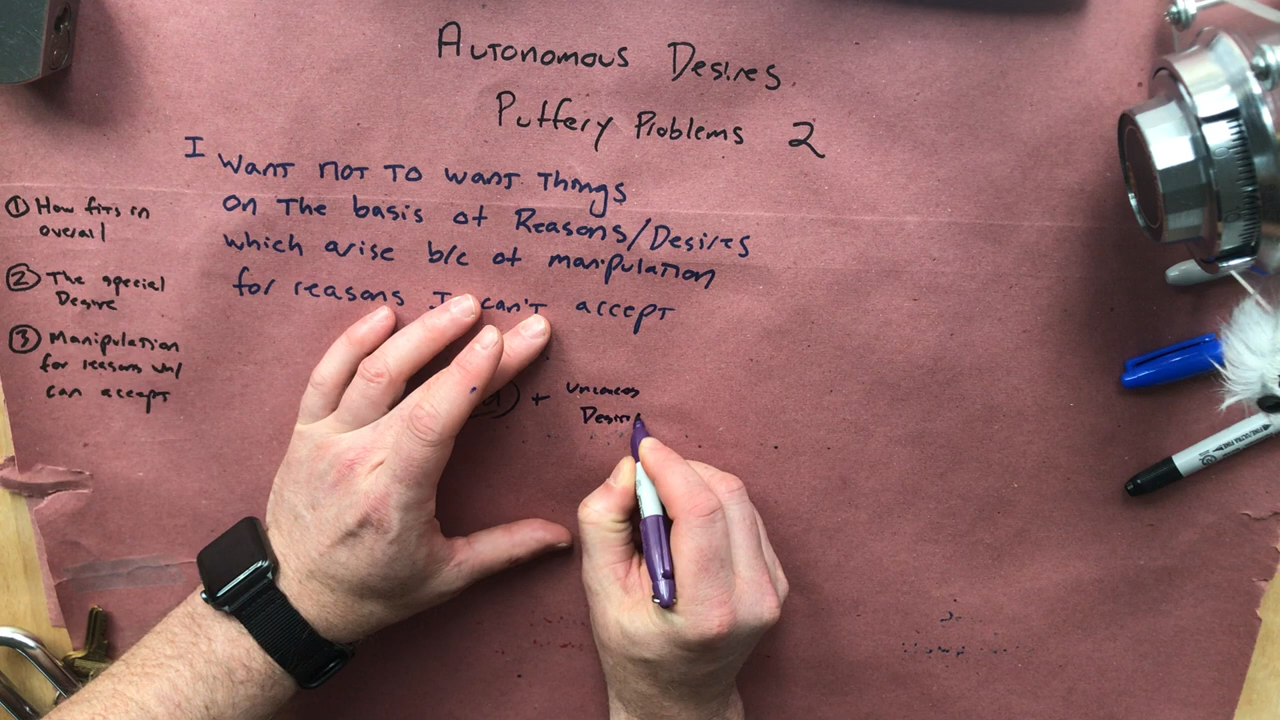 Autonomous Desires
Puffery Problems 2
I want not to want things
on the basis of Reasons/Desires
which arise b/c of manipulation
for reasons I can't accept
① How fits in
overall
② The special
Desire
③ Manipulation
for reasons w/
can accept
+